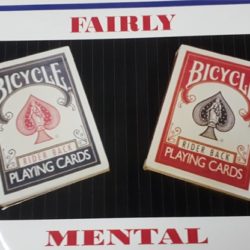 FAIRLY
BICYCLE
RIDER BACK
PLAYING CARDS
BICYCLE
RIDER BACK
PLAYING CARDS
MENTAL